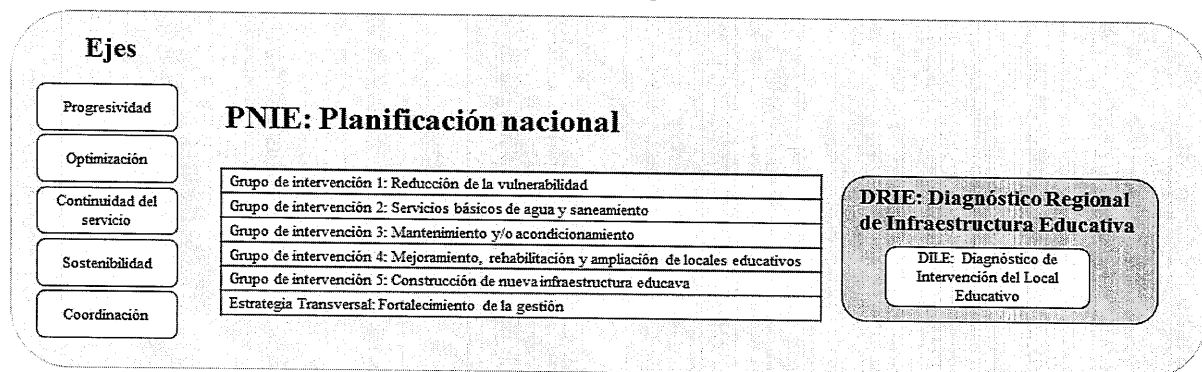 Ejes
Progresividad
Optimización
Continuidad del
servicio
Sostenibilidad
Coordinación
PNIE: Planificación nacional
Grupo de intervención 1: Reducción de la vulnerabilidad
Grupo de intervención 2: Servicios básicos de agua y saneamiento
Grupo de intervención 3: Mantenimiento y/o acondicionamiento
Grupo de intervención 4: Mejoramiento, rehabilitación y ampliación de locales educativos
Grupo de intervención 5: Construcción de nueva infraestructura educava
Estrategia Transversal: Fortalecimiento de la gestión
DRIE: Diagnóstico Regional
de Infraestructura Educativa
DILE: Diagnóstico de
Intervención del Local
Educativo